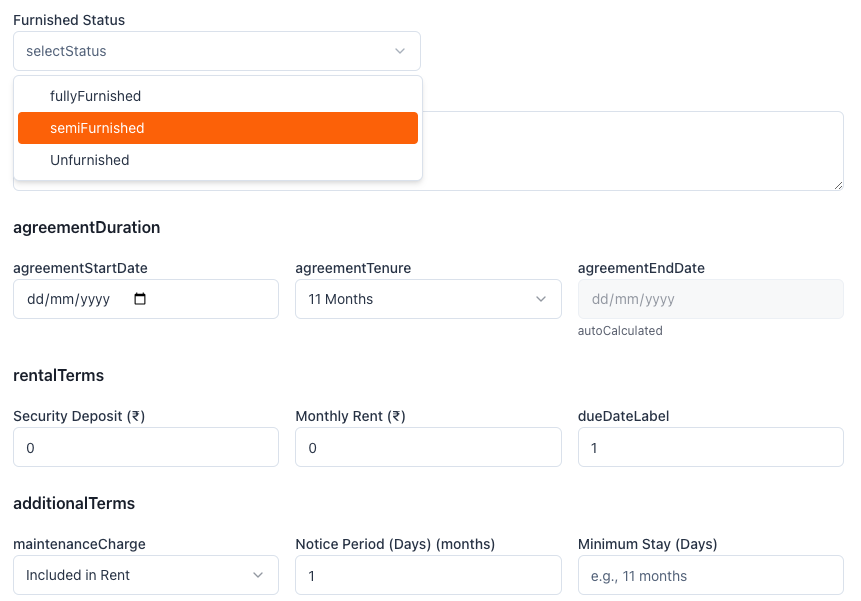 Furnished Status
selectStatus
fullyFurnished
semiFurnished
Unfurnished
agreementDuration
agreementStartDate
agreementTenure
agreementEndDate
dd/mm/yyyy
11 Months
dd/mm/yyyy
autoCalculated
rentalTerms
Security Deposit (₹)
Monthly Rent (₹)
dueDateLabel
0
0
1
additionalTerms
maintenanceCharge
Notice Period (Days) (months)
Minimum Stay (Days)
Included in Rent
1
e.g., 11 months